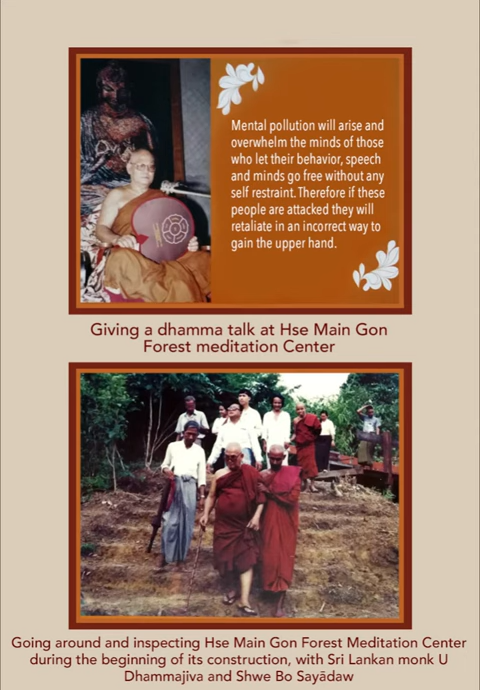 Mental pollution will arise and
overwhelm the minds of those
who let their behavior, speech
and minds go free without any
self restraint. Therefore if these
people are attacked they will
retaliate in an incorrect way to
gain the upper hand.
Giving a dhamma talk at Hse Main Gon
Forest meditation Center
Going around and inspecting Hse Main Gon Forest Meditation Center
during the beginning of its construction, with Sri Lankan monk U
Dhammajiva and Shwe Bo Sayādaw